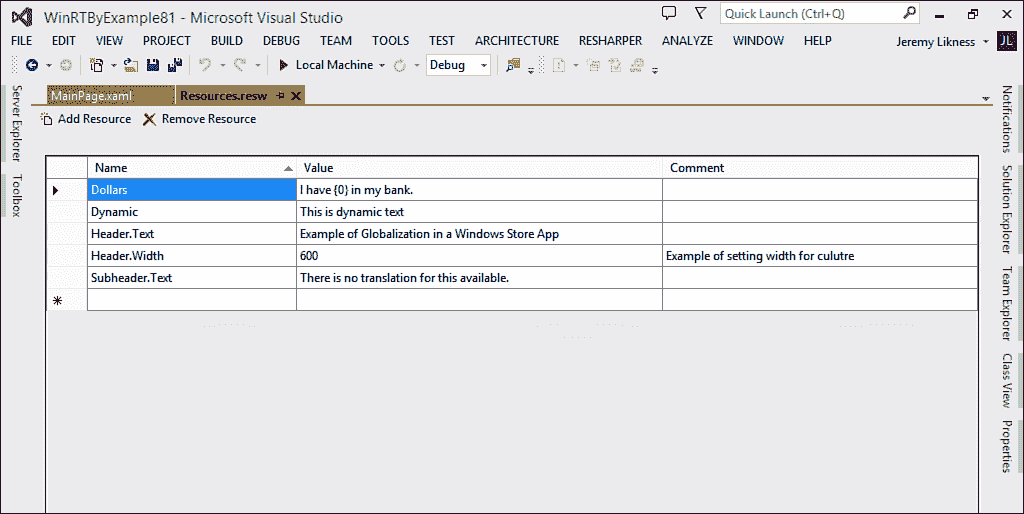 WinRTByExample81 - Microsoft Visual Studio
Quick Launch (Ctrl+Q)
FILE EDIT VIEW PROJECT BUILD DEBUG TEAM TOOLS TEST ARCHITECTURE RESHARPER ANALYZE WINDOW HELP Jeremy Likness JL
Local Machine Debug
MainPage.xaml Resources.resw
Add Resource Remove Resource
Name Value Comment
Dollars I have {0} in my bank.
Dynamic This is dynamic text
Header.Text Example of Globalization in a Windows Store App
Header.Width 600 Example of setting width for culutre
Subheader.Text There is no translation for this available.
Server Explorer
Toolbox
Notifications
Solution Explorer
Team Explorer
Class View
Properties